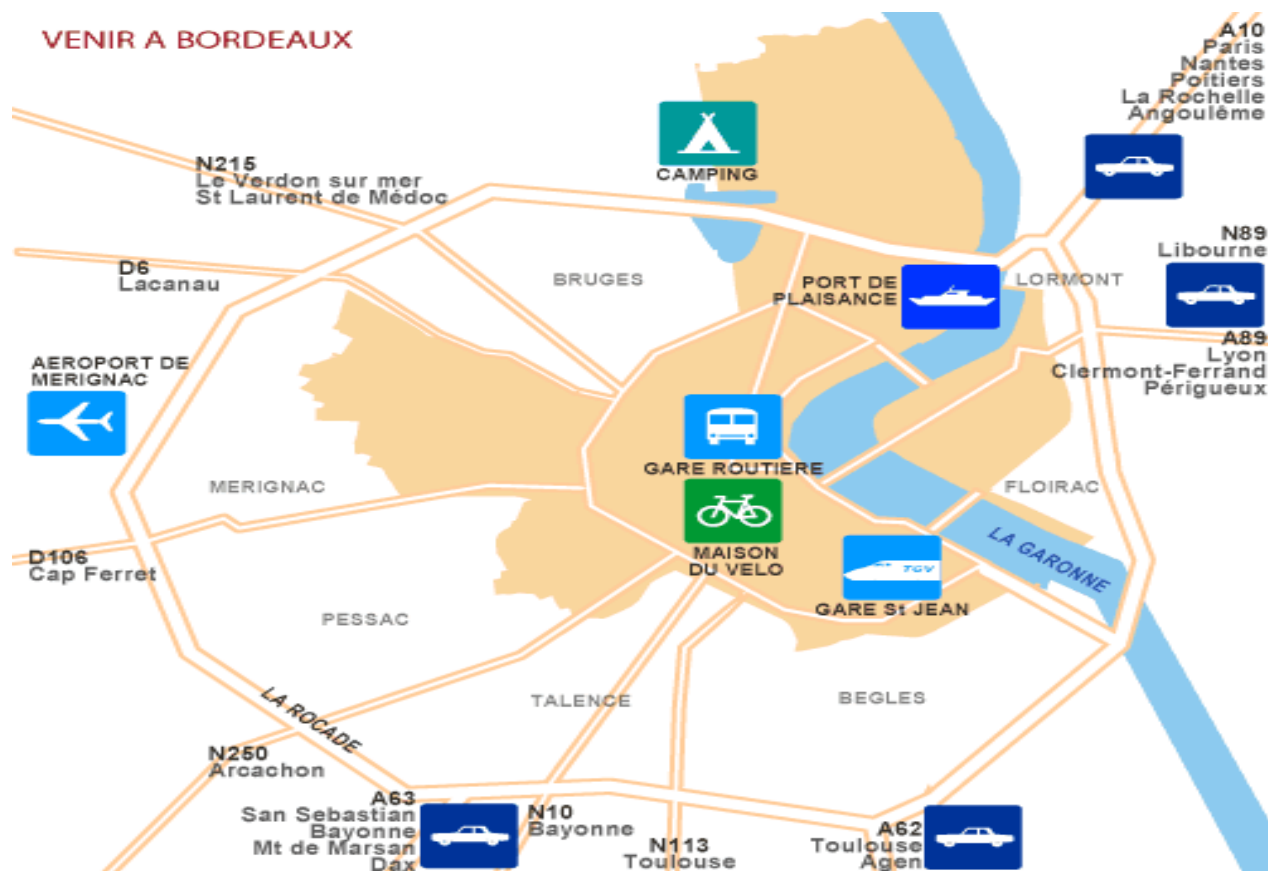 VENIR A BORDEAUX
A10
Paris
Nantes
Poitiers
La Rochelle
Angoulême
N215
Le Verdon sur mer
St Laurent de Médoc
CAMPING
N89
Libourne
D6
Lacanau
BRUGES
PORT DE
PLAISANCE
LORMONT
A89
Lyon
Clermont-Ferrand
Périgueux
AEROPORT DE
MERIGNAC
GARE ROUTIERE
MERIGNAC
FLOIRAC
MAISON
DU VELO
LA GARONNE
TGV
GARE St JEAN
D106
Cap Ferret
PESSAC
TALENCE
BEGLES
LA ROCADE
N250
Arcachon
A63
San Sebastian
Bayonne
Mt de Marsan
Dax
N10
Bayonne
N113
Toulouse
A62
Toulouse
Agen